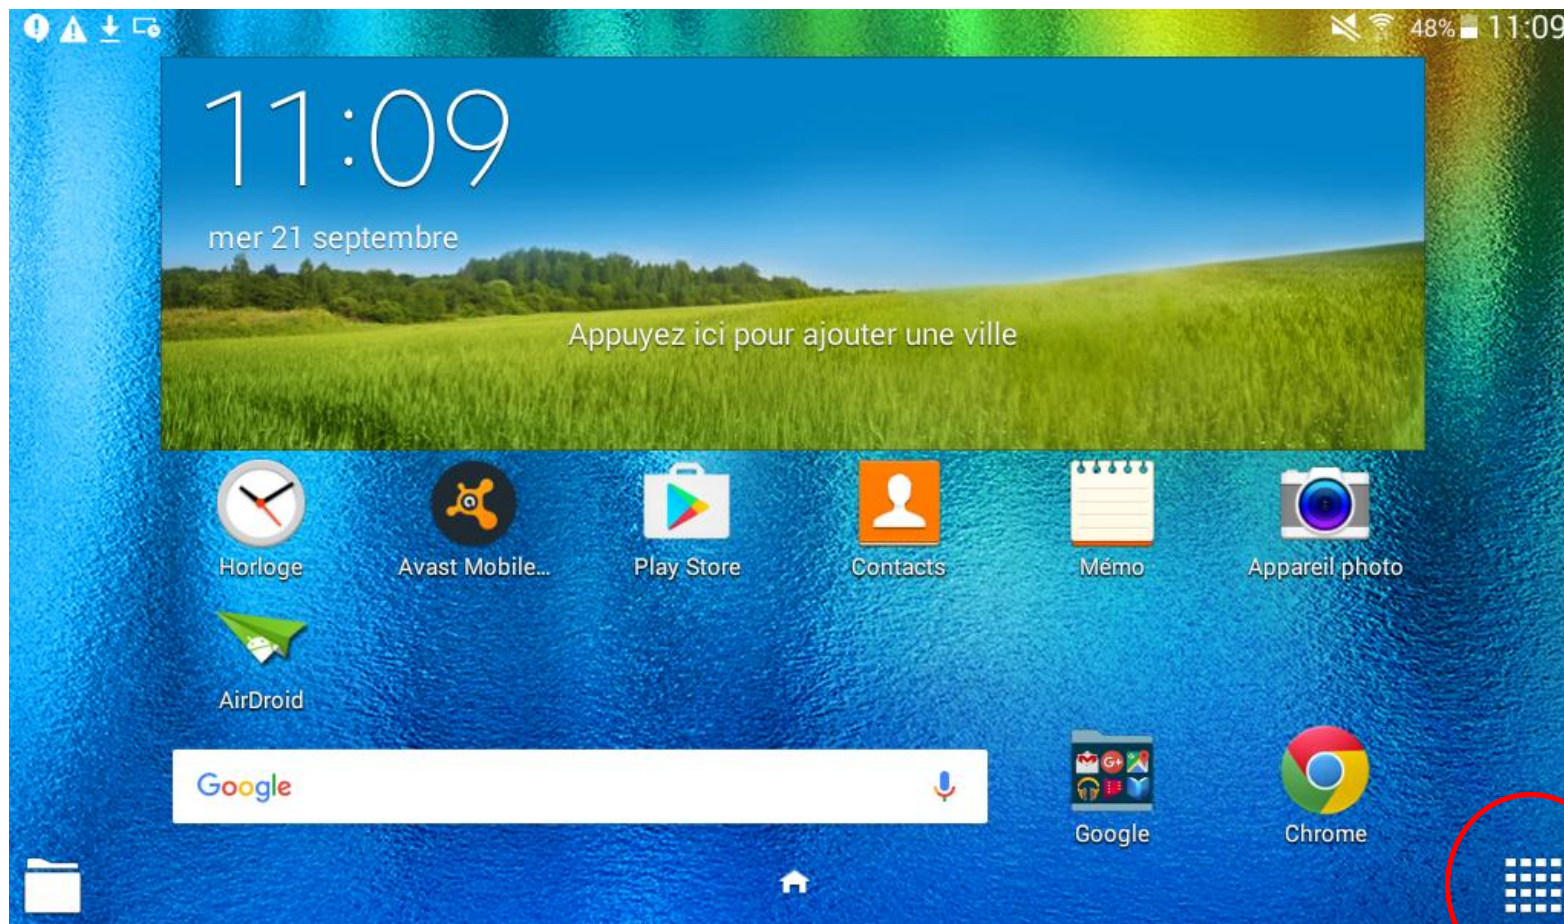 48% 11:09
11:09
mer 21 septembre
Appuyez ici pour ajouter une ville
Horloge
Avast Mobile...
Play Store
Contacts
Mémo
Appareil photo
AirDroid
Google
G+
Google
Chrome